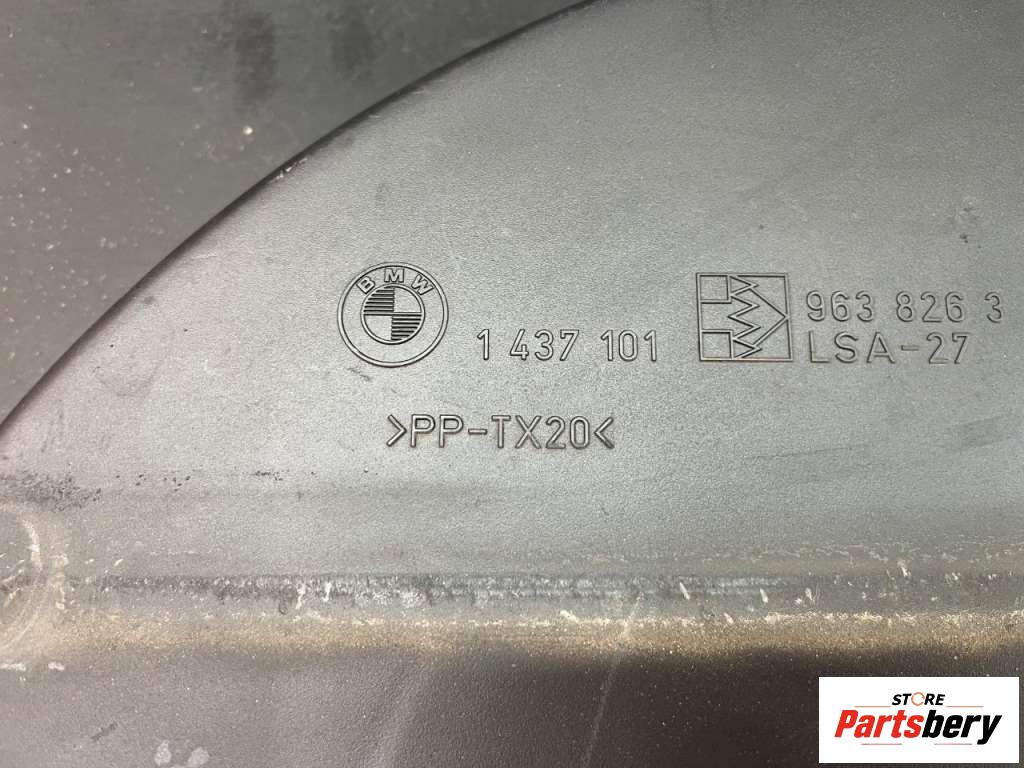 BMW
1 437 101
963 826 3
LSA-27
>PP-TX20<
STORE
Partsbery